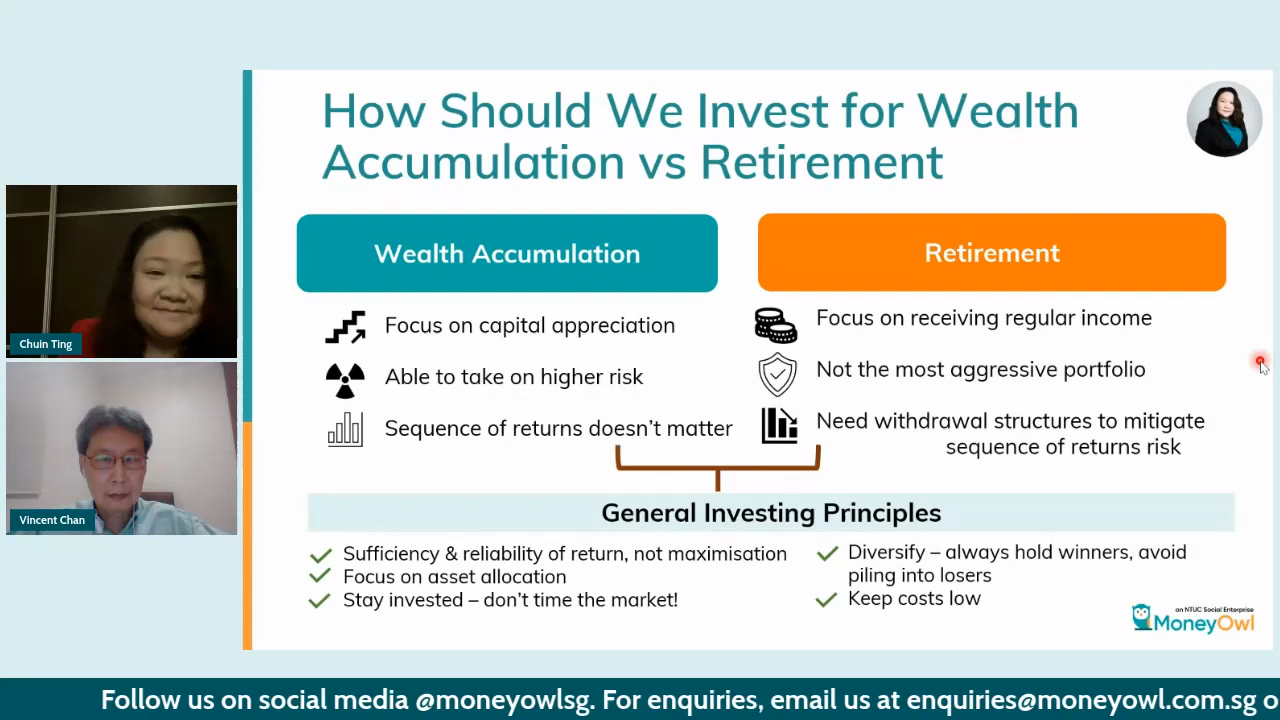 How Should We Invest for Wealth
Accumulation vs Retirement
Wealth Accumulation
Focus on capital appreciation
Able to take on higher risk
Sequence of returns doesn't matter
Retirement
Focus on receiving regular income
Not the most aggressive portfolio
Need withdrawal structures to mitigate
sequence of returns risk
Chuin Ting
Vincent Chan
General Investing Principles
Sufficiency & reliability of return, not maximisation
Focus on asset allocation
Stay invested – don't time the market!
Diversify – always hold winners, avoid
piling into losers
Keep costs low
an NTUC Social Enterprise
MoneyOwl
Follow us on social media @moneyowlsg. For enquiries, email us at enquiries@moneyowl.com.sg o